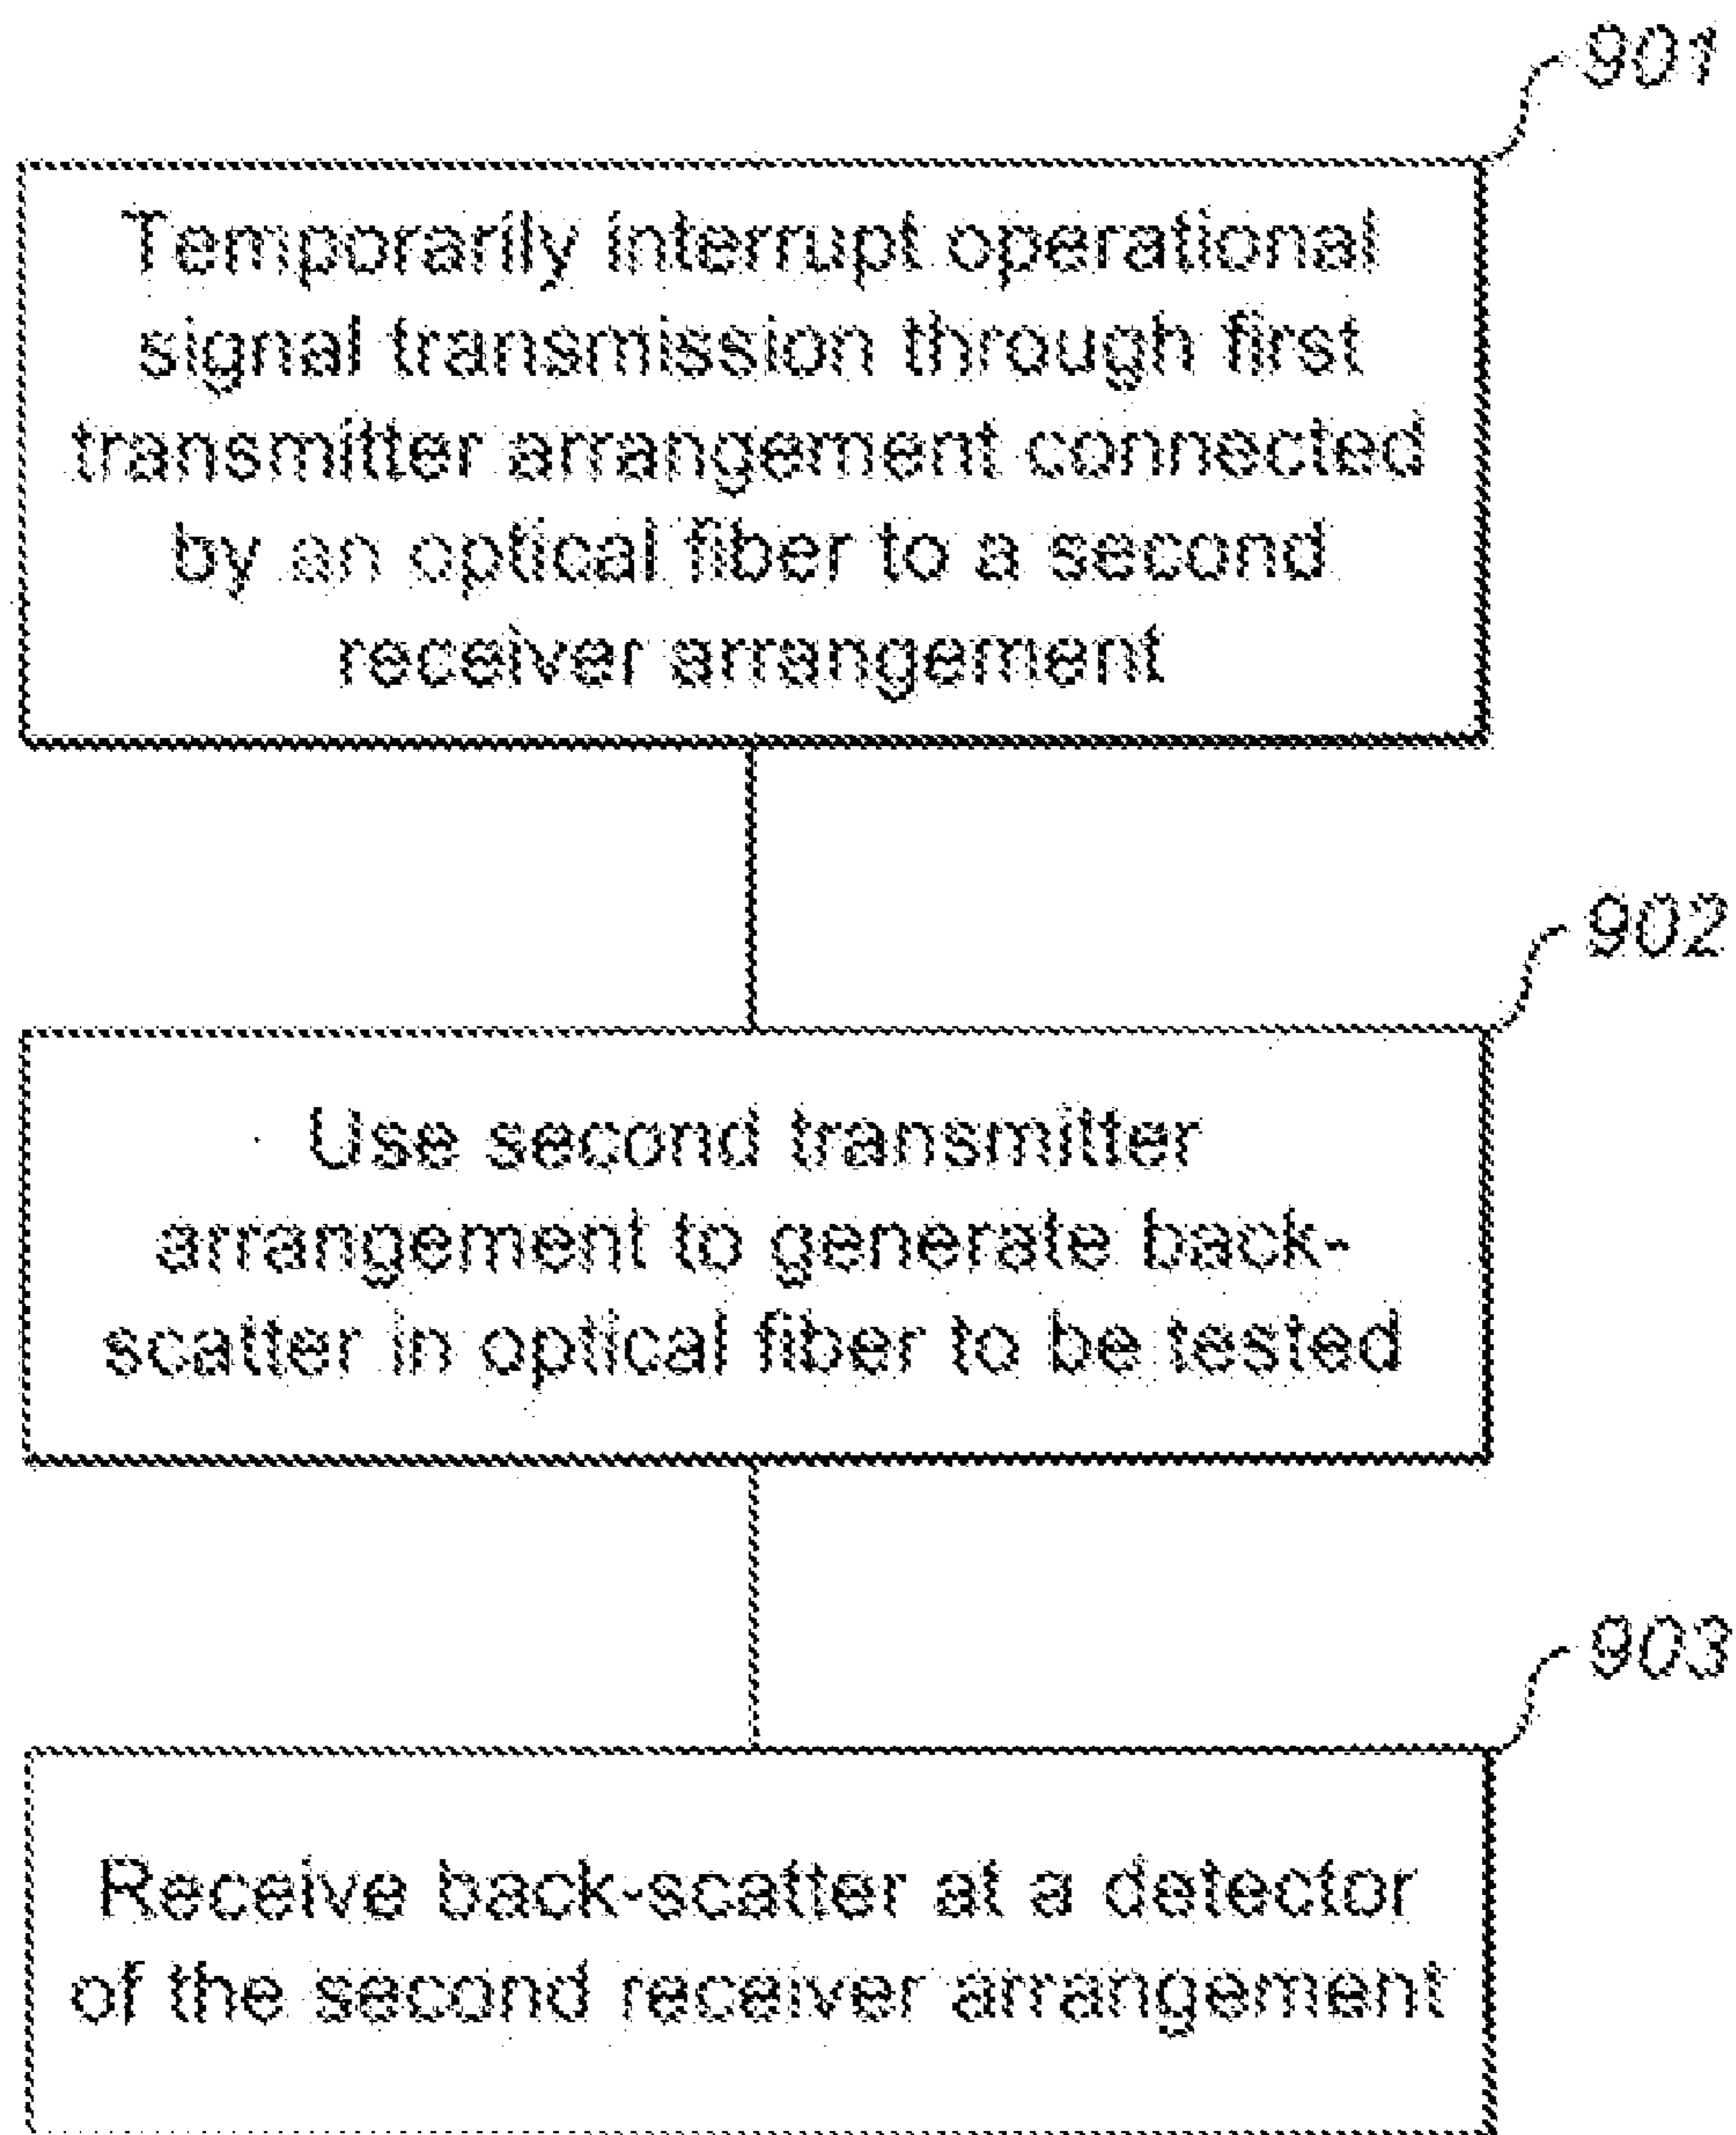 901
Temporarily interrupt operational
signal transmission through first
transmitter arrangement connected
by an optical fiber to a second
receiver arrangement
902
Use second transmitter
arrangement to generate back-
scatter in optical fiber to be tested
903
Receive back-scatter at a detector
of the second receiver arrangement